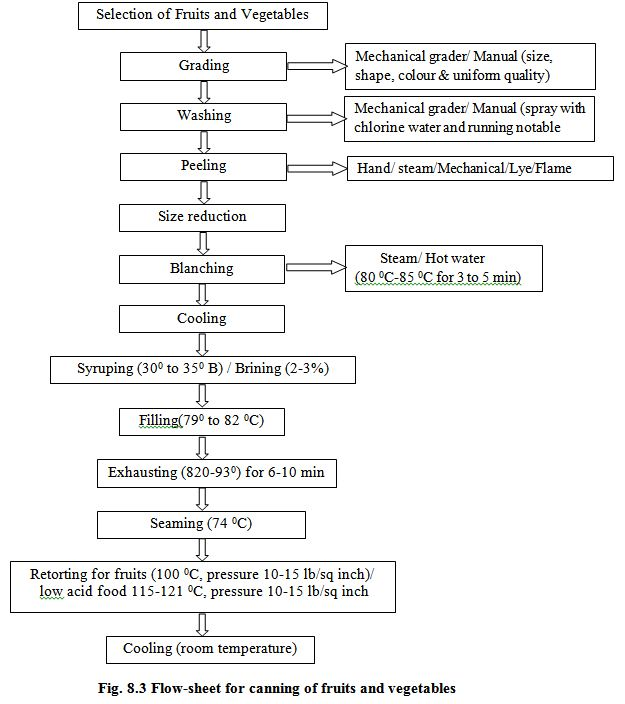 Selection of Fruits and Vegetables
Grading
Mechanical grader/ Manual (size,
shape, colour & uniform quality)
Washing
Mechanical grader/ Manual (spray with
chlorine water and running notable
Peeling
Hand/ steam/Mechanical/Lye/Flame
Size reduction
Blanching
Steam/ Hot water
(80 ⁰C-85 ⁰C for 3 to 5 min)
Cooling
Syruping (30⁰ to 35⁰ B) / Brining (2-3%)
Filling(79⁰ to 82 ⁰C)
Exhausting (820-93⁰) for 6-10 min
Seaming (74 ⁰C)
Retorting for fruits (100 ⁰C, pressure 10-15 lb/sq inch)/
low acid food 115-121 ⁰C, pressure 10-15 lb/sq inch
Cooling (room temperature)
Fig. 8.3 Flow-sheet for canning of fruits and vegetables